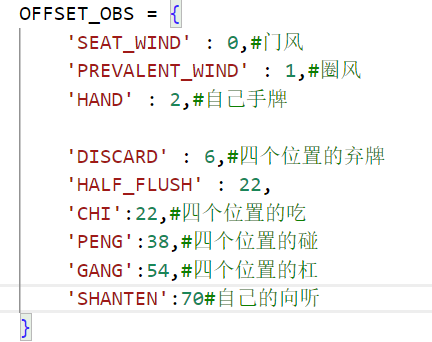 OFFSET_OBS = {
'SEAT_WIND' : 0,#门风
'PREVALENT_WIND' : 1,#圈风
'HAND' : 2,#自己手牌
'DISCARD' : 6,#四个位置的弃牌
'HALF_FLUSH' : 22,
'CHI':22,#四个位置的吃
'PENG':38,#四个位置的碰
'GANG':54,#四个位置的杠
'SHANTEN':70#自己的向听
}